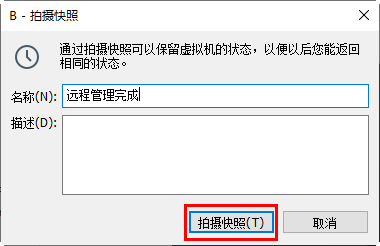 B - 拍摄快照
通过拍摄快照可以保留虚拟机的状态，以便以后您能返回
相同的状态。
名称(N): 远程管理完成
描述(D):
拍摄快照(T) 取消